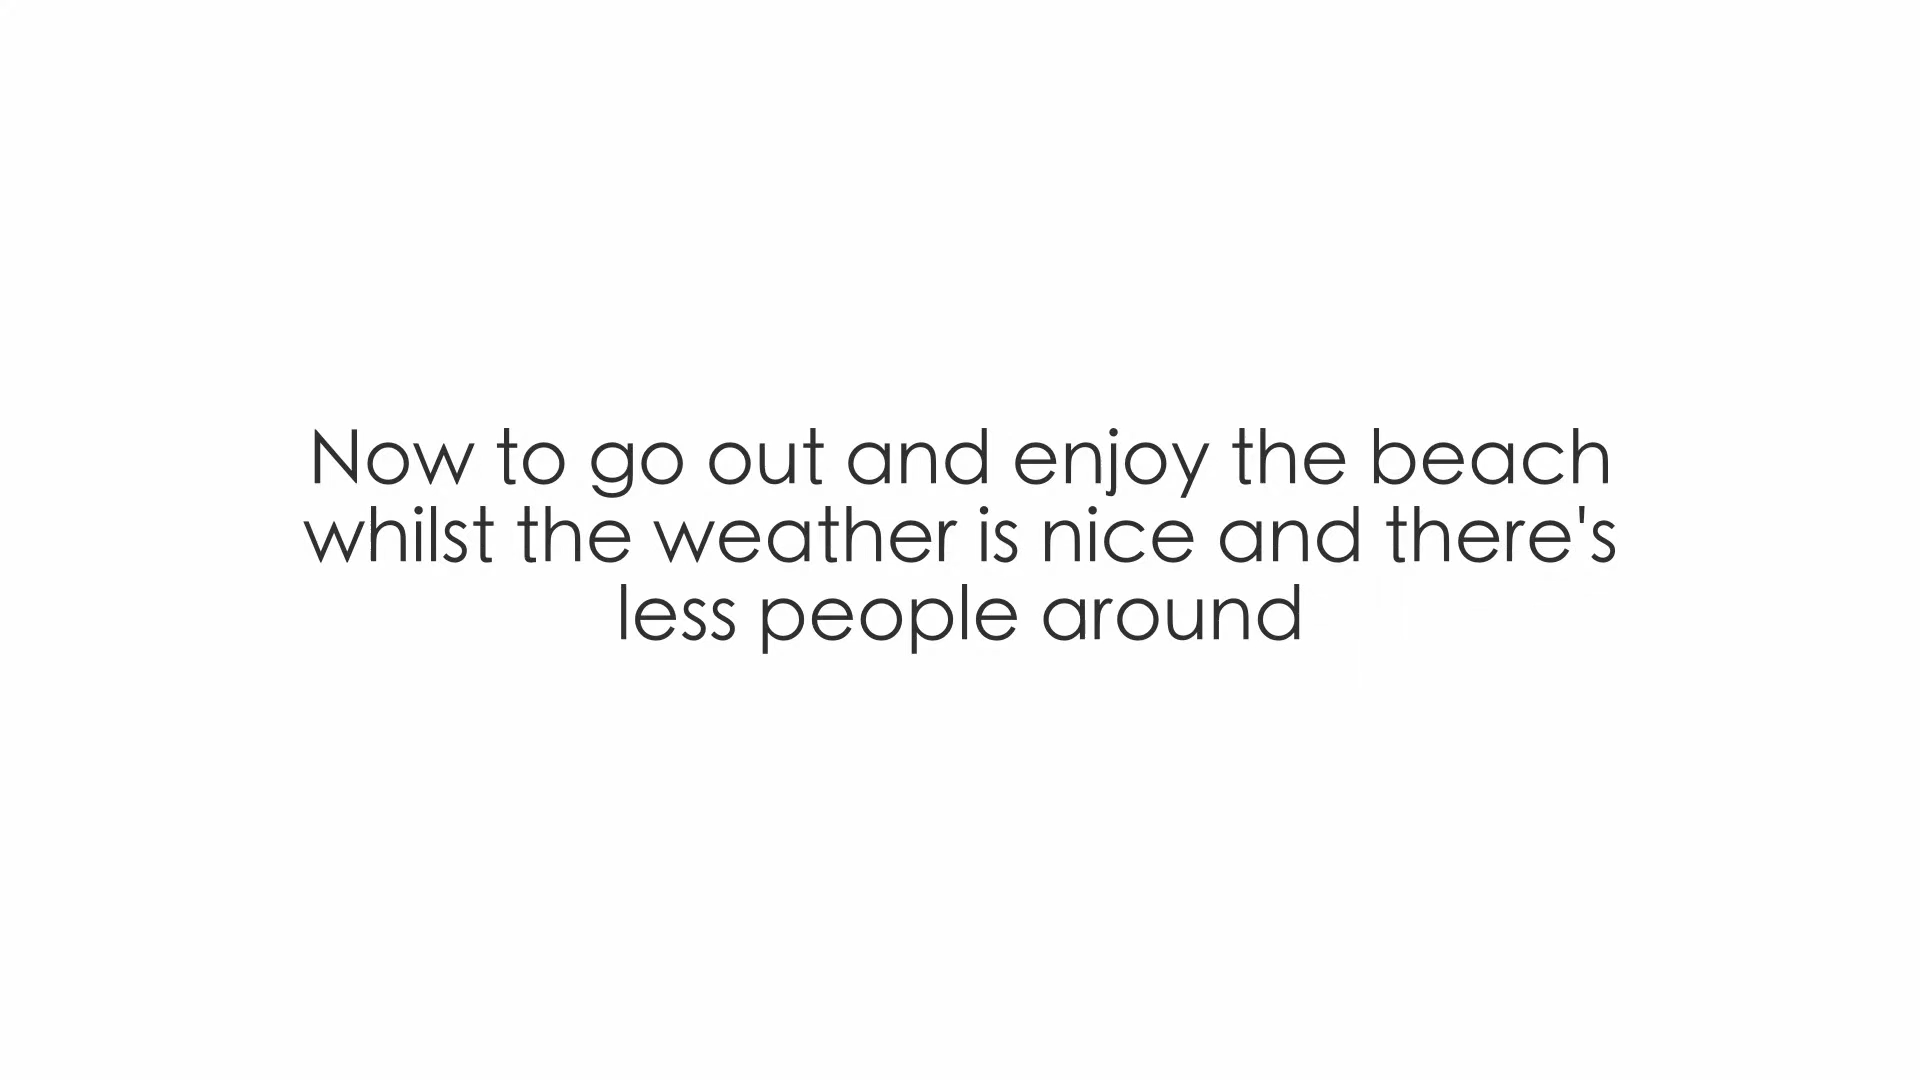 Now to go out and enjoy the beach
whilst the weather is nice and there's
less people around